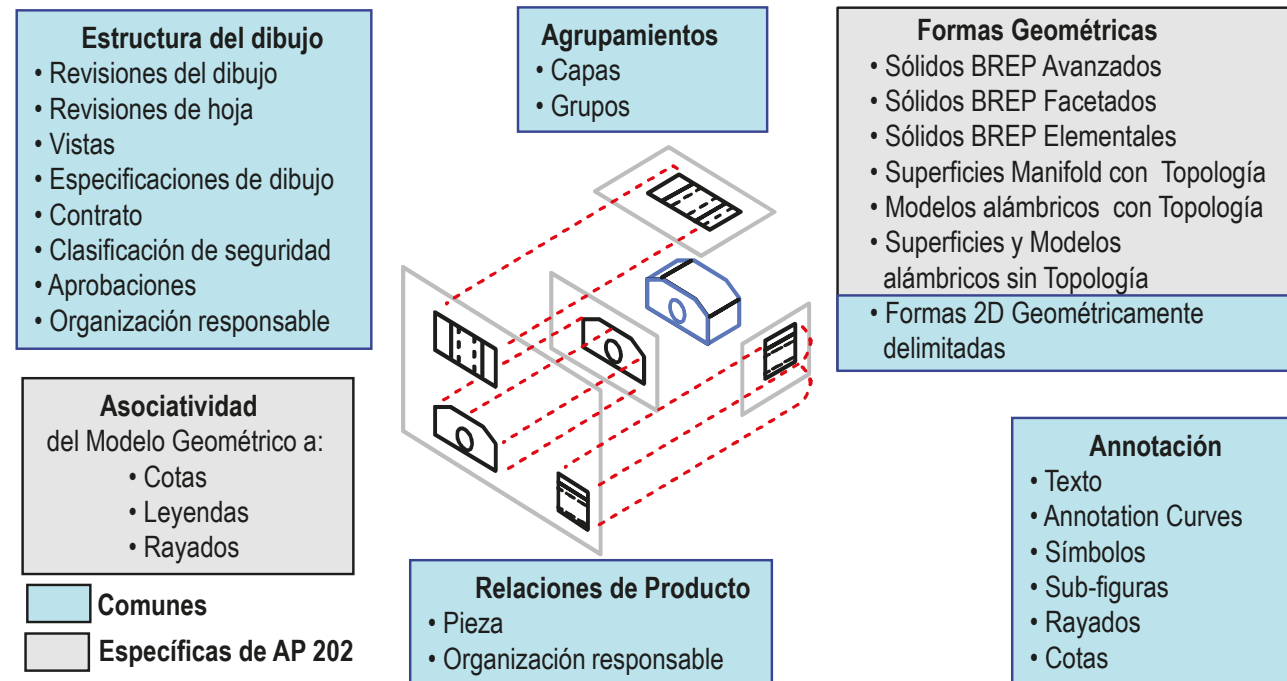 Estructura del dibujo
• Revisiones del dibujo
• Revisiones de hoja
• Vistas
• Especificaciones de dibujo
• Contrato
• Clasificación de seguridad
• Aprobaciones
• Organización responsable
Agrupamientos
• Capas
• Grupos
Formas Geométricas
• Sólidos BREP Avanzados
• Sólidos BREP Facetados
• Sólidos BREP Elementales
• Superficies Manifold con Topología
• Modelos alámbricos con Topología
• Superficies y Modelos
alámbricos sin Topología
• Formas 2D Geométricamente
delimitadas
Asociatividad
del Modelo Geométrico a:
• Cotas
• Leyendas
• Rayados
Comunes
Específicas de AP 202
Relaciones de Producto
• Pieza
• Organización responsable
Annotación
• Texto
• Annotation Curves
• Símbolos
• Sub-figuras
• Rayados
• Cotas